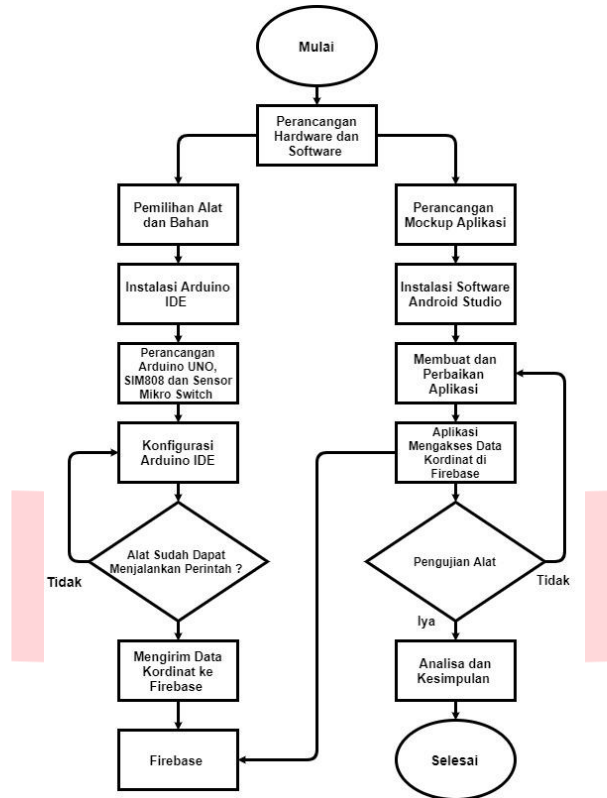 Mulai
Perancangan
Hardware dan
Software
Pemilihan Alat
dan Bahan
Instalasi Arduino
IDE
Perancangan
Arduino UNO,
SIM808 dan Sensor
Mikro Switch
Konfigurasi
Arduino IDE
Alat Sudah Dapat
Menjalankan Perintah ?
Tidak
Mengirim Data
Kordinat ke
Firebase
Firebase
Perancangan
Mockup Aplikasi
Instalasi Software
Android Studio
Membuat dan
Perbaikan
Aplikasi
Aplikasi
Mengakses Data
Kordinat di
Firebase
Pengujian Alat
Tidak
Iya
Analisa dan
Kesimpulan
Selesai